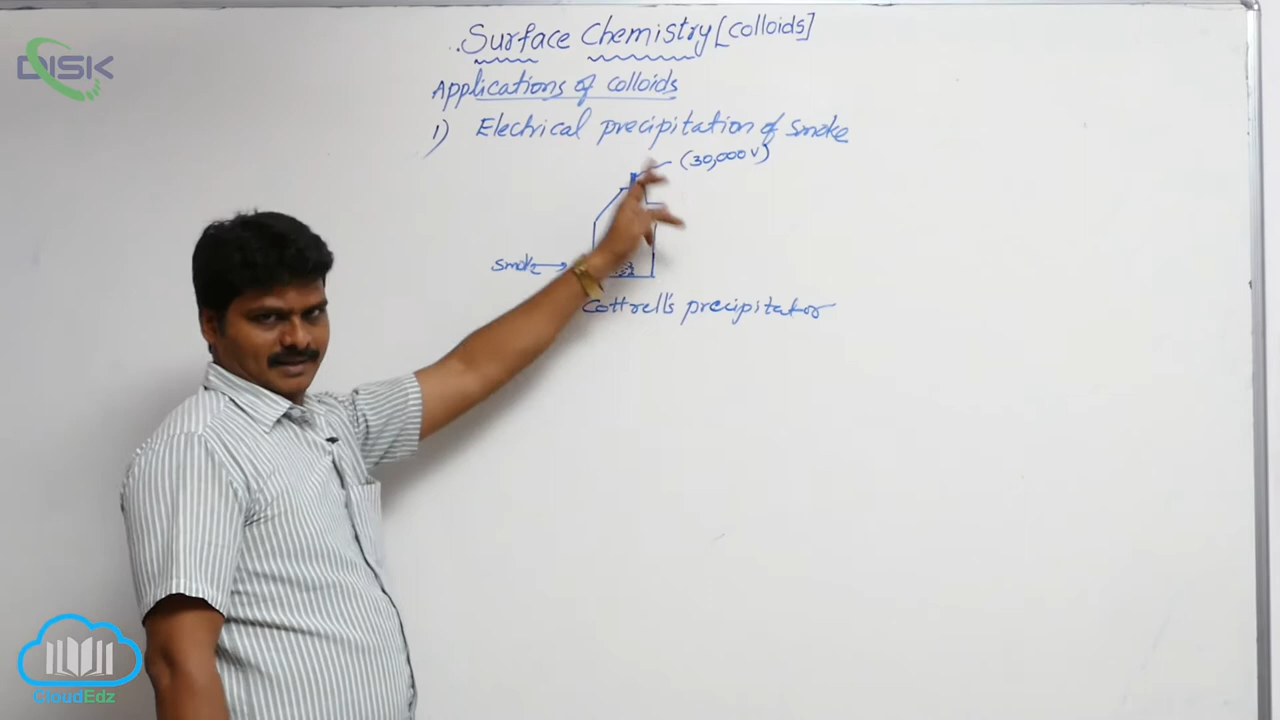 DISK
Surface Chemistry [colloids]
Applications of colloids
1) Electrical precipitation of smoke
(30,000 V)
smoke
Cottrell's precipitator
CloudEdz